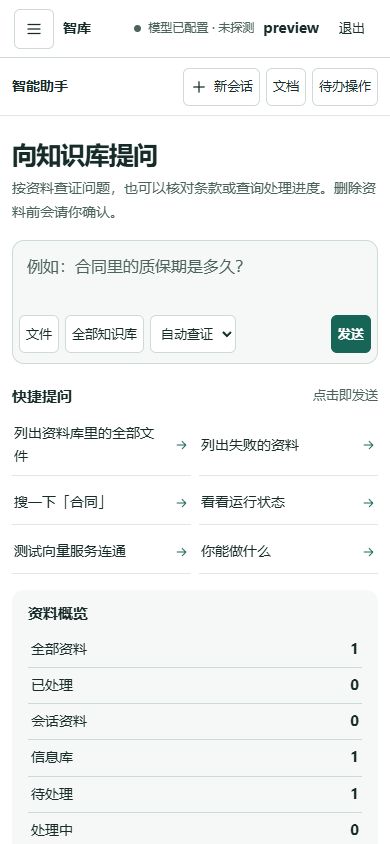 智库
模型已配置 · 未探测
preview
退出
智能助手
新会话
文档
待办操作
向知识库提问
按资料查证问题，也可以核对条款或查询处理进度。删除资
料前会请你确认。
例如：合同里的质保期是多久？
文件
全部知识库
自动查证
发送
快捷提问
点击即发送
列出资料库里的全部文
件
列出失败的资料
搜一下「合同」
看看运行状态
测试向量服务连通
你能做什么
资料概览
全部资料 1
已处理 0
会话资料 0
信息库 1
待处理 1
处理中 0